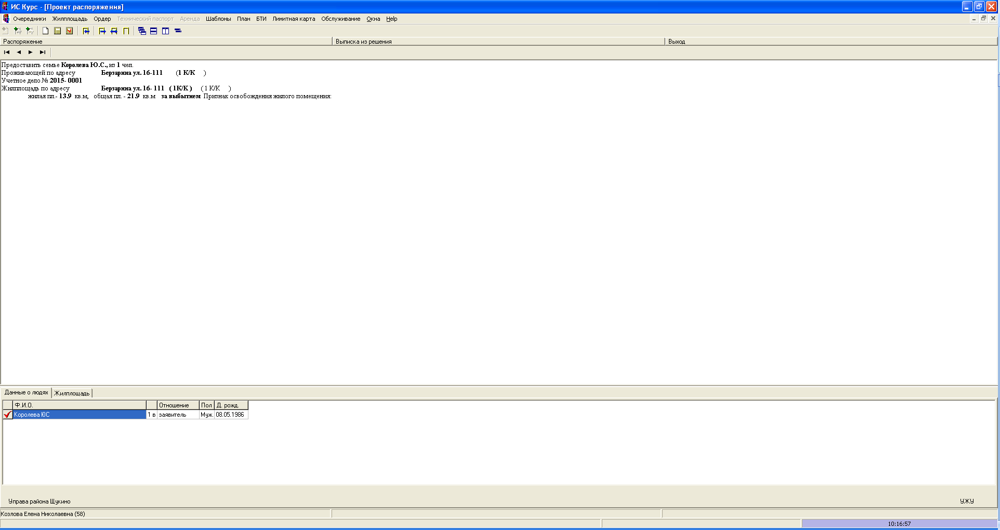 ИС Курс - [Проект распоряжения]
Очередники Жилплощадь Ордер Технический паспорт Аренда Шаблоны План БТИ Лимитная карта Обслуживание Окна Help
Распоряжение Выписка из решения Выход
Предоставить семье Королева Ю.С., из 1 чел.
Проживающей по адресу Берзарина ул. 16-111 (1 К/К )
Учетное дело № 2015- 0001
Жилплощадь по адресу Берзарина ул. 16- 111 ( 1К/К ) ( 1 К/К )
жилая пл.- 13.9 кв.м, общая пл. - 21.9 кв.м за выбытием Признак освобождения жилого помещения:
Данные о людях Жилплощадь
Ф.И.О. Отношение Пол Д. рожд.
Королева ЮС 1 в заявитель Муж. 08.05.1986
Управа района Щукино УЖУ
Козлова Елена Николаевна (58)
10:16:57